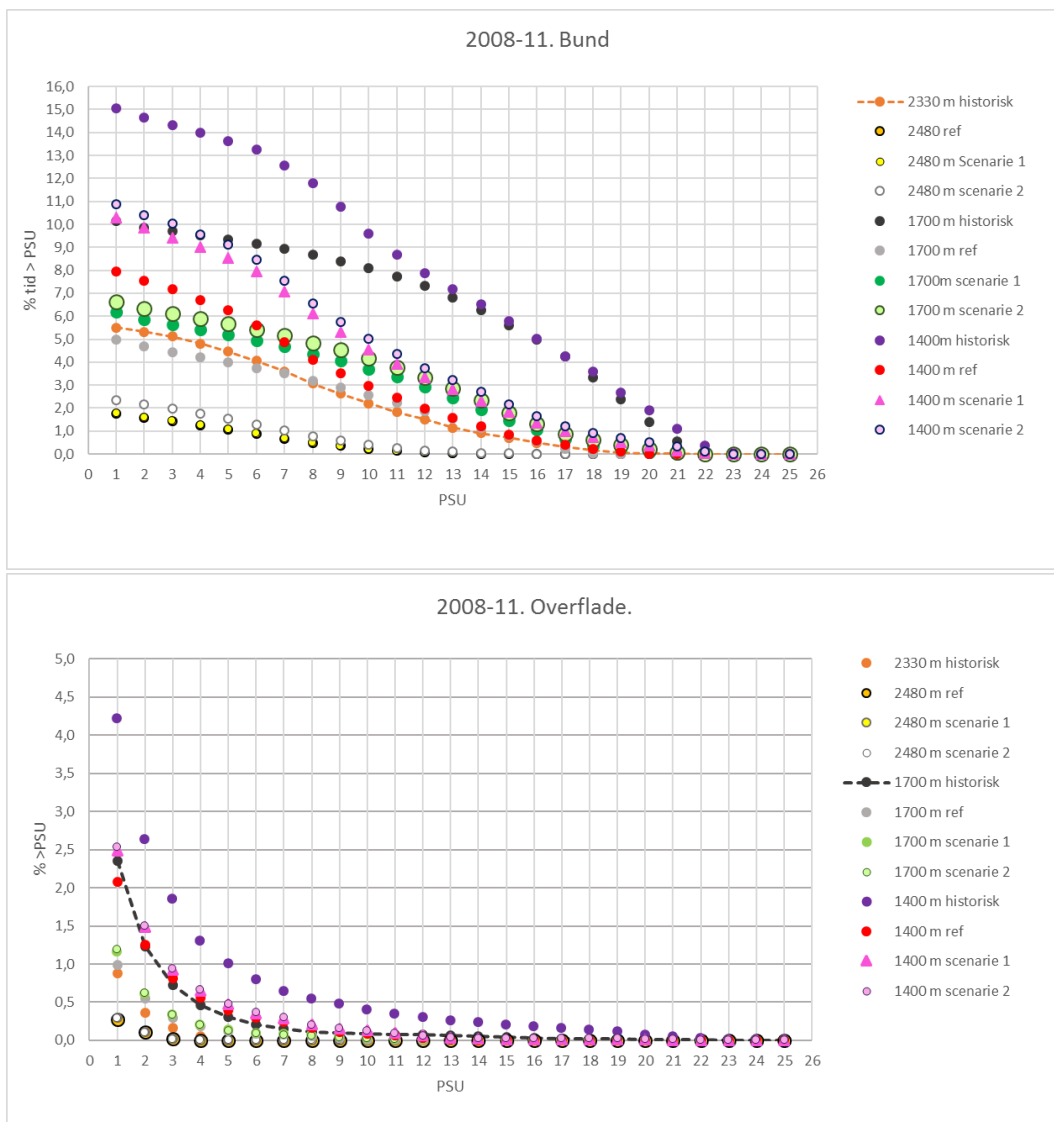 2008-11. Bund
% tid > PSU
16,0
15,0
14,0
13,0
12,0
11,0
10,0
9,0
8,0
7,0
6,0
5,0
4,0
3,0
2,0
1,0
0,0
0 1 2 3 4 5 6 7 8 9 10 11 12 13 14 15 16 17 18 19 20 21 22 23 24 25 26
PSU
2330 m historisk
2480 ref
2480 m Scenarie 1
2480 m scenarie 2
1700 m historisk
1700 m ref
1700m scenarie 1
1700 m scenarie 2
1400m historisk
1400 m ref
1400 m scenarie 1
1400 m scenarie 2
2008-11. Overflade.
% >PSU
5,0
4,5
4,0
3,5
3,0
2,5
2,0
1,5
1,0
0,5
0,0
0 1 2 3 4 5 6 7 8 9 10 11 12 13 14 15 16 17 18 19 20 21 22 23 24 25 26
PSU
2330 m historisk
2480 m ref
2480 m scenarie 1
2480 m scenarie 2
1700 m historisk
1700 m ref
1700 m scenarie 1
1700 m scenarie 2
1400 m historisk
1400 m ref
1400 m scenarie 1
1400 m scenarie 2